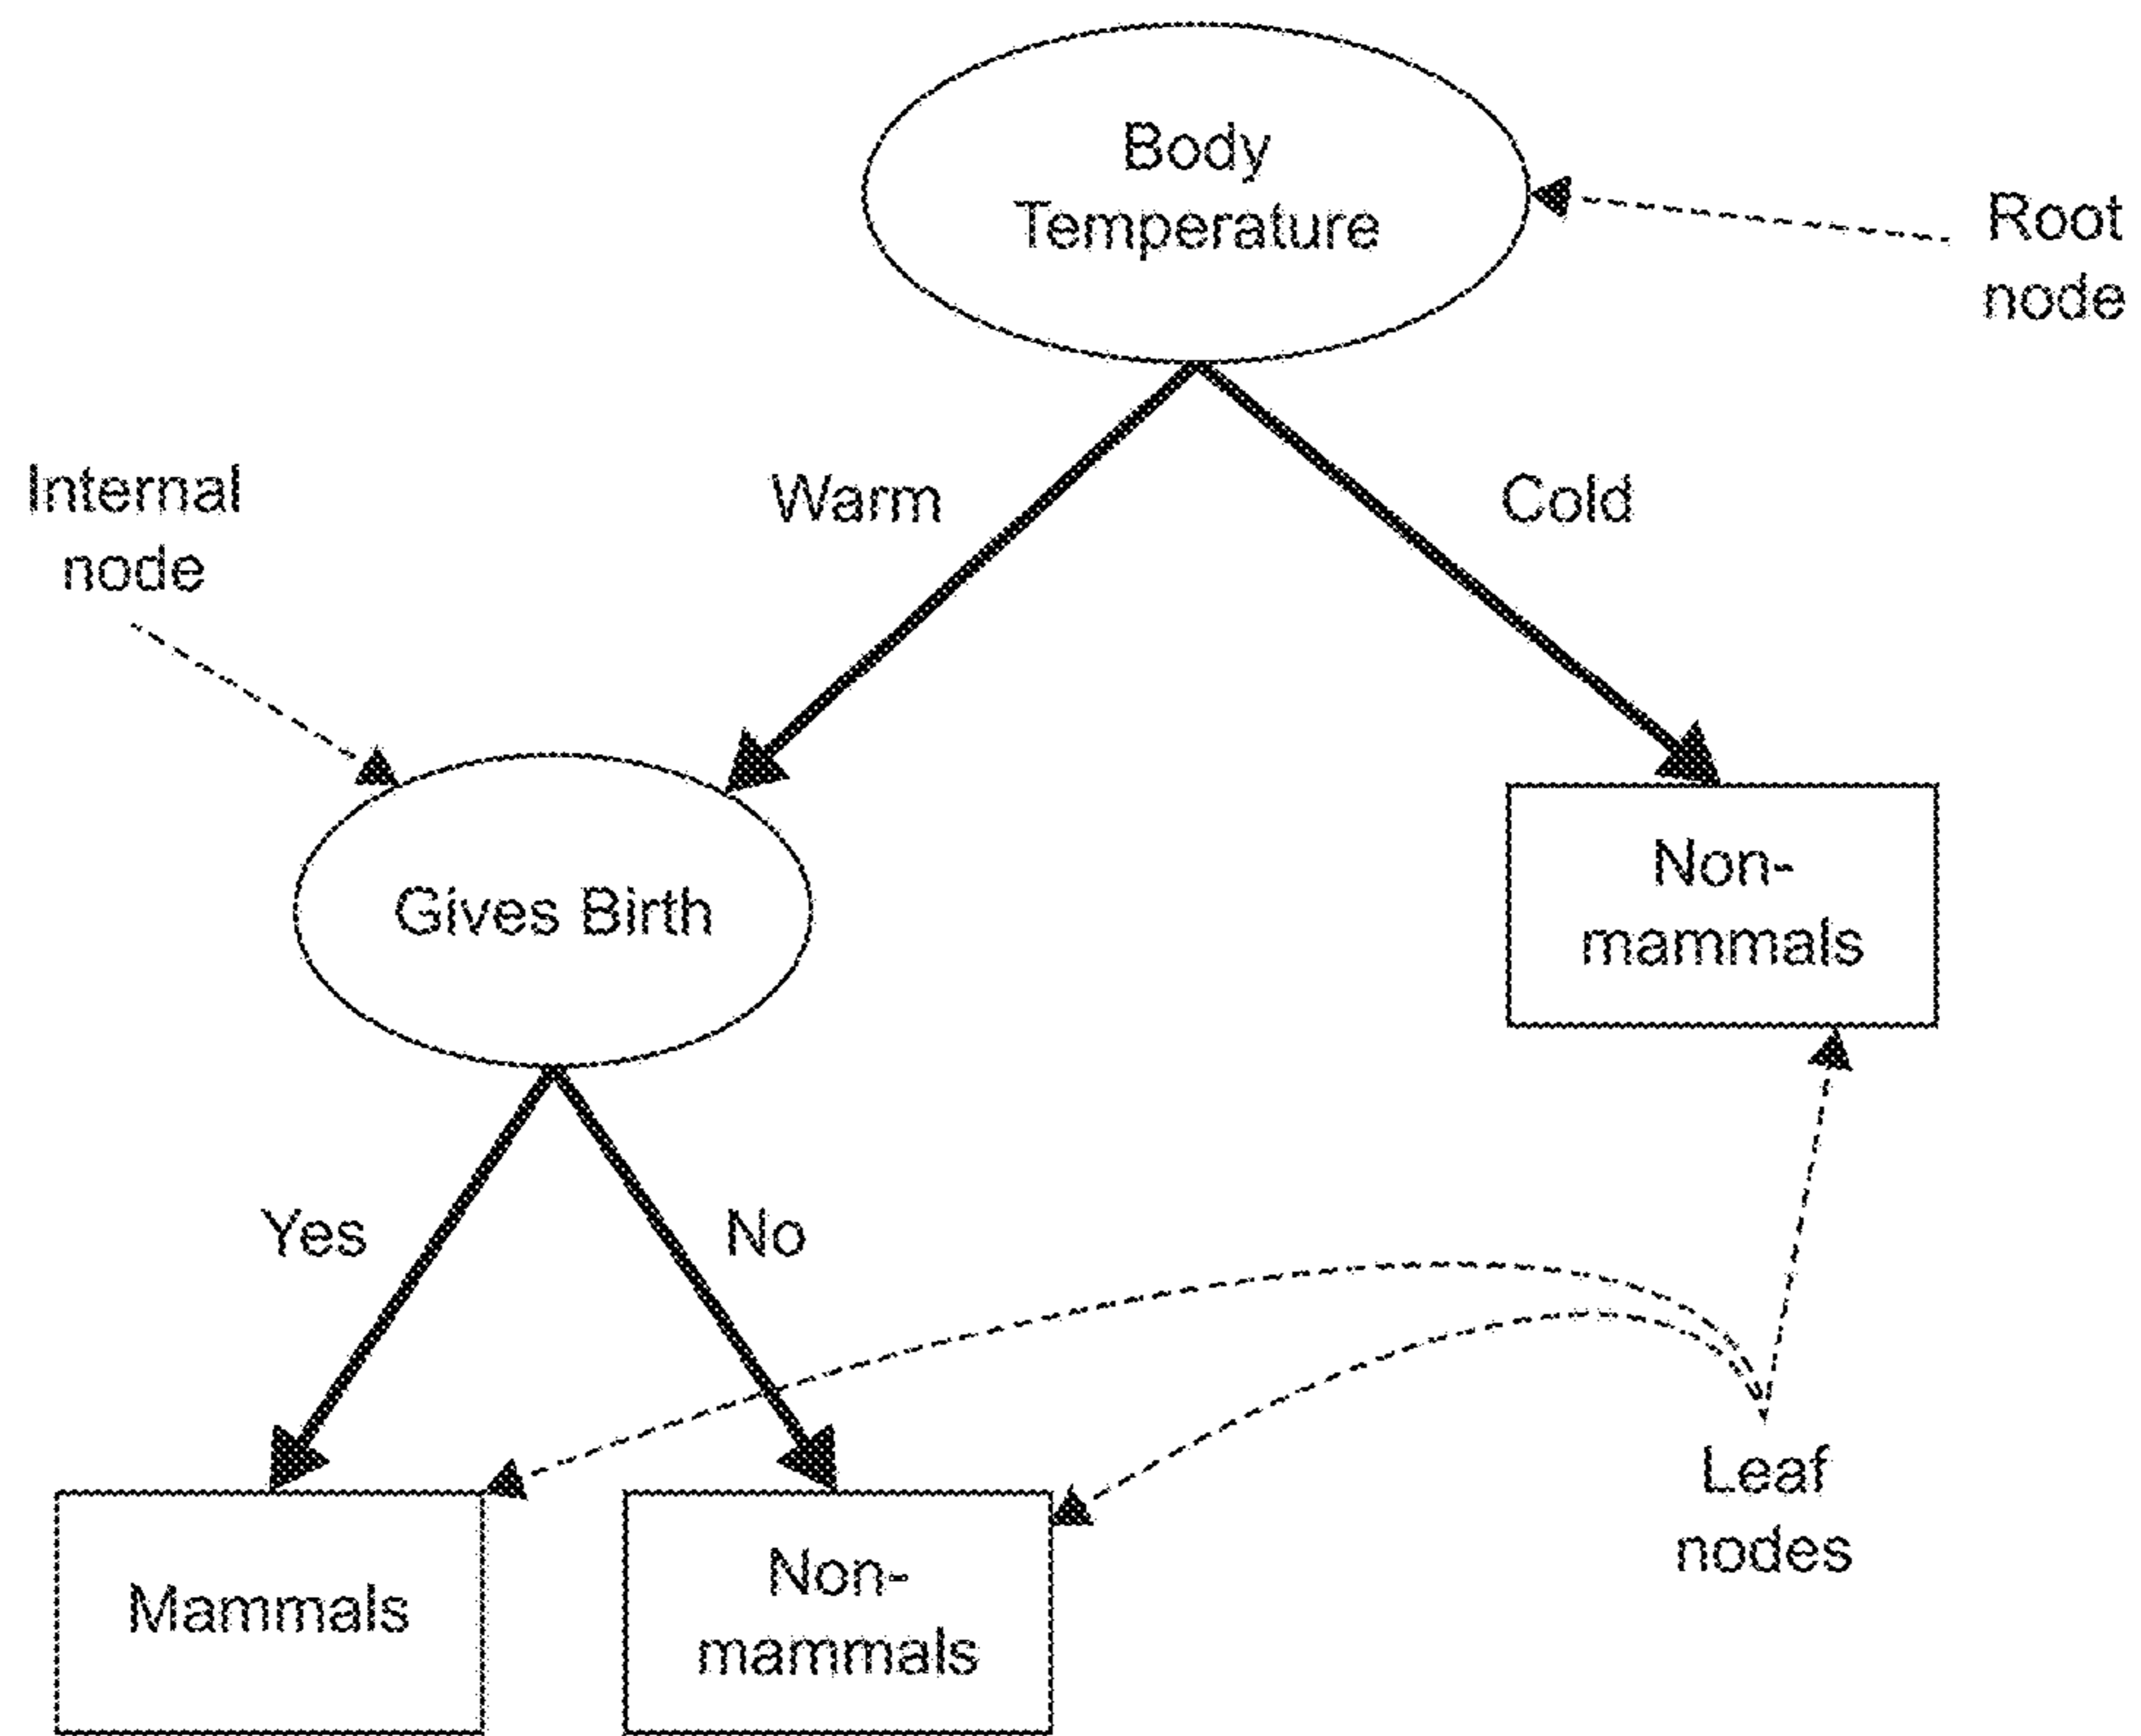 Body
Temperature
Root
node
Warm
Cold
Internal
node
Gives Birth
Non-
mammals
Yes
No
Leaf
nodes
Mammals
Non-
mammals